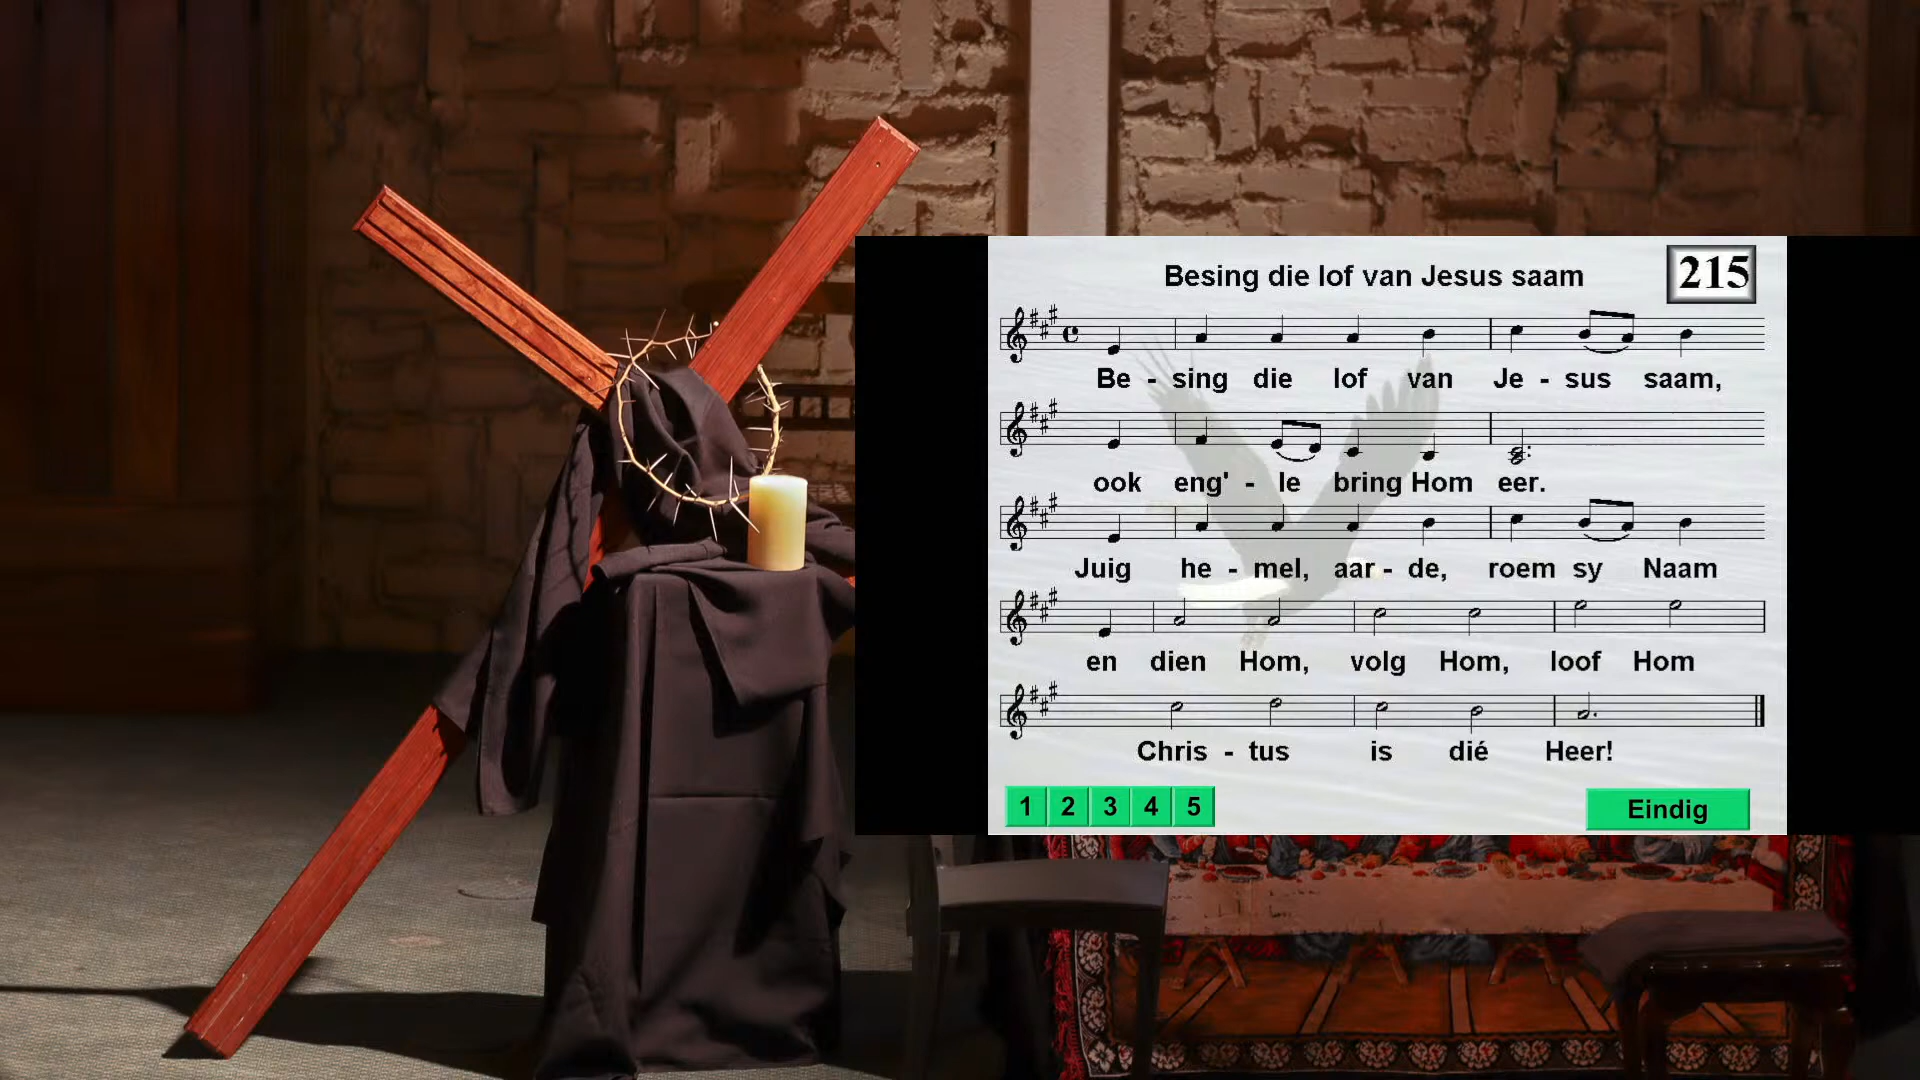 Besing die lof van Jesus saam
215
Be - sing die lof van Je - sus saam,
ook eng' - le bring Hom eer.
Juig he - mel, aar - de, roem sy Naam
en dien Hom, volg Hom, loof Hom
Chris - tus is dié Heer!
1 2 3 4 5
Eindig